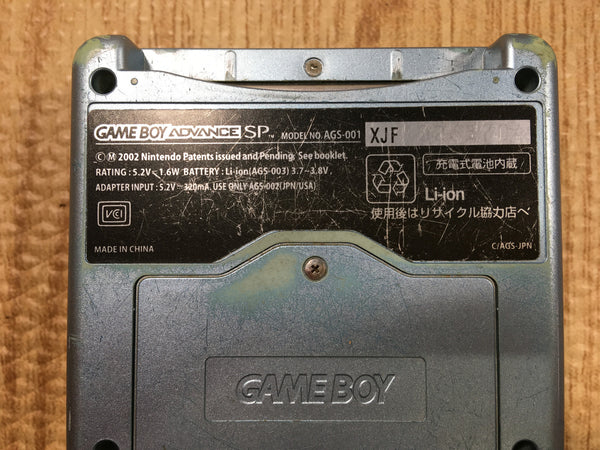 GAME BOY ADVANCE SP™ MODEL NO. AGS-001 XJF
Ⓒ Ⓜ 2002 Nintendo Patents issued and Pending. See booklet.
RATING : 5.2V⎓ 1.6W BATTERY : Li-ion(AGS-003) 3.7⎓3.8V
ADAPTER INPUT : 5.2V⎓320mA, USE ONLY AGS-002(JPN/USA)
VCI
MADE IN CHINA
充電式電池内蔵
Li-ion
使用後はリサイクル協力店へ
C/AGS-JPN
GAME BOY